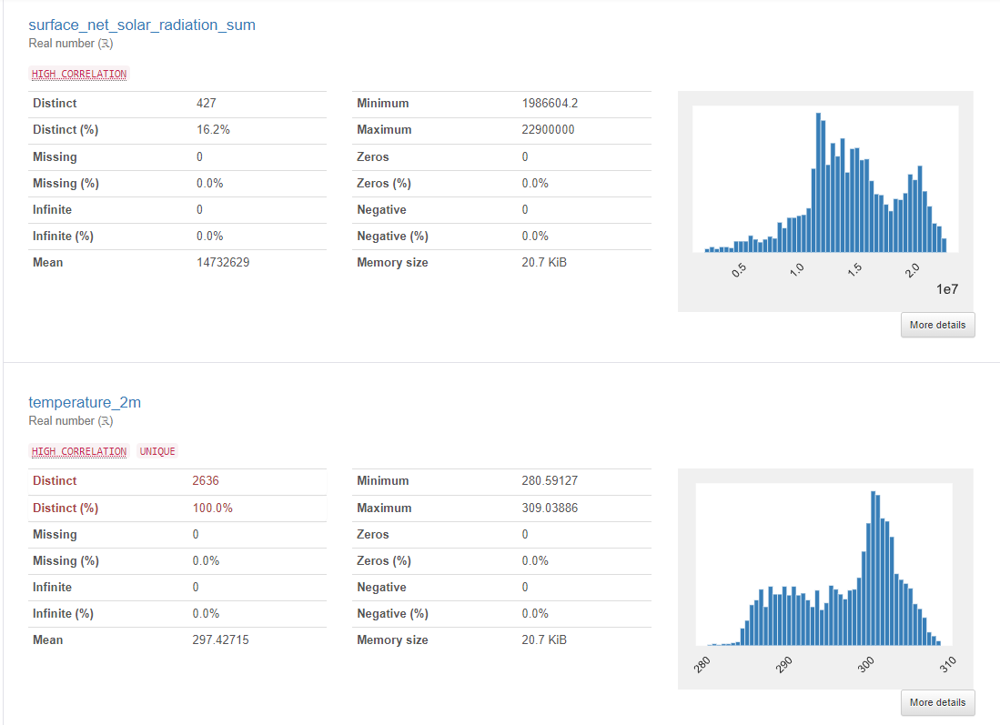 surface_net_solar_radiation_sum
Real number (ℝ)
HIGH CORRELATION
Distinct 427 Minimum 1986604.2
Distinct (%) 16.2% Maximum 22900000
Missing 0 Zeros 0
Missing (%) 0.0% Zeros (%) 0.0%
Infinite 0 Negative 0
Infinite (%) 0.0% Negative (%) 0.0%
Mean 14732629 Memory size 20.7 KiB
0.5 1.0 1.5 2.0
1e7
More details
temperature_2m
Real number (ℝ)
HIGH CORRELATION UNIQUE
Distinct 2636 Minimum 280.59127
Distinct (%) 100.0% Maximum 309.03886
Missing 0 Zeros 0
Missing (%) 0.0% Zeros (%) 0.0%
Infinite 0 Negative 0
Infinite (%) 0.0% Negative (%) 0.0%
Mean 297.42715 Memory size 20.7 KiB
280 290 300 310
More details